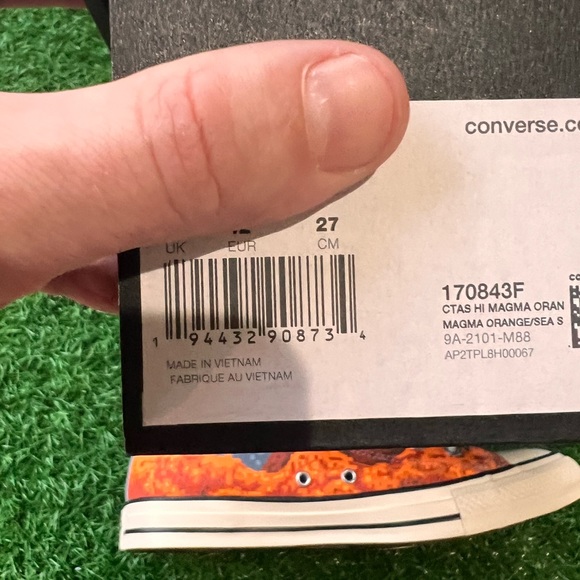 converse.co
27
UK EUR CM
1 94432 90873 4
MADE IN VIETNAM
FABRIQUE AU VIETNAM
170843F
CTAS HI MAGMA ORAN
MAGMA ORANGE/SEA S
9A-2101-M88
AP2TPL8H00067